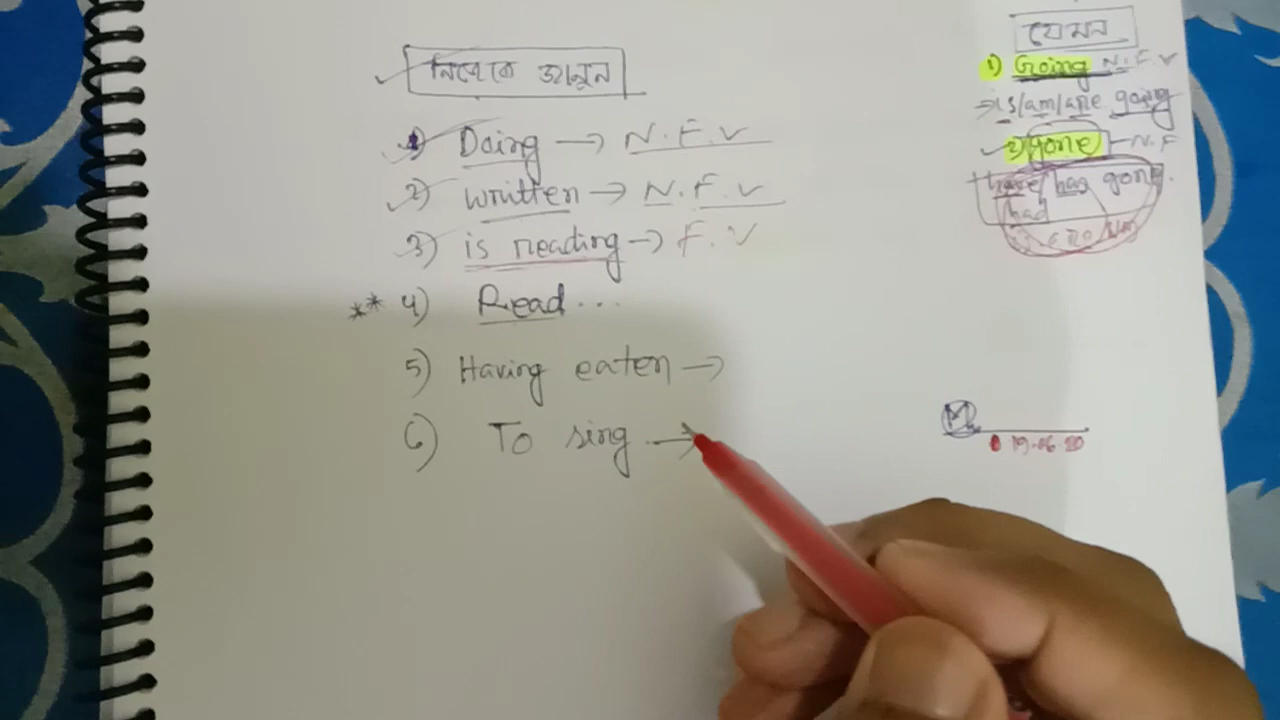 নিজেকে জানুন
1) Doing → N.F.V
2) written → N.F.V
3) is reading → F.V
** 4) Read...
5) Having eaten →
6) To sing →
যেমন
1) Going N.F.V
→ is/am/are going
2) gone — N.F
have/has gone.
had
19.06.20